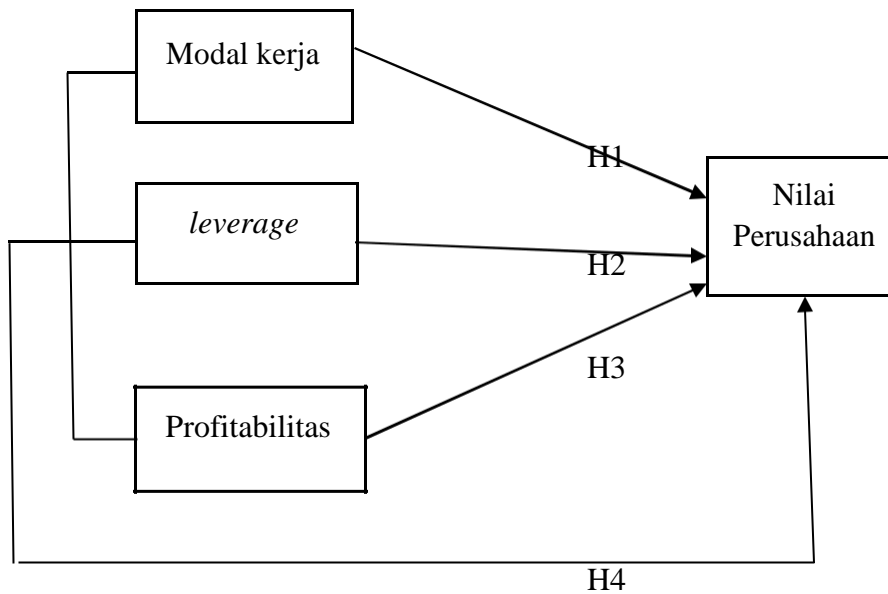 Modal kerja
H1
Nilai
Perusahaan
leverage
H2
H3
Profitabilitas
H4